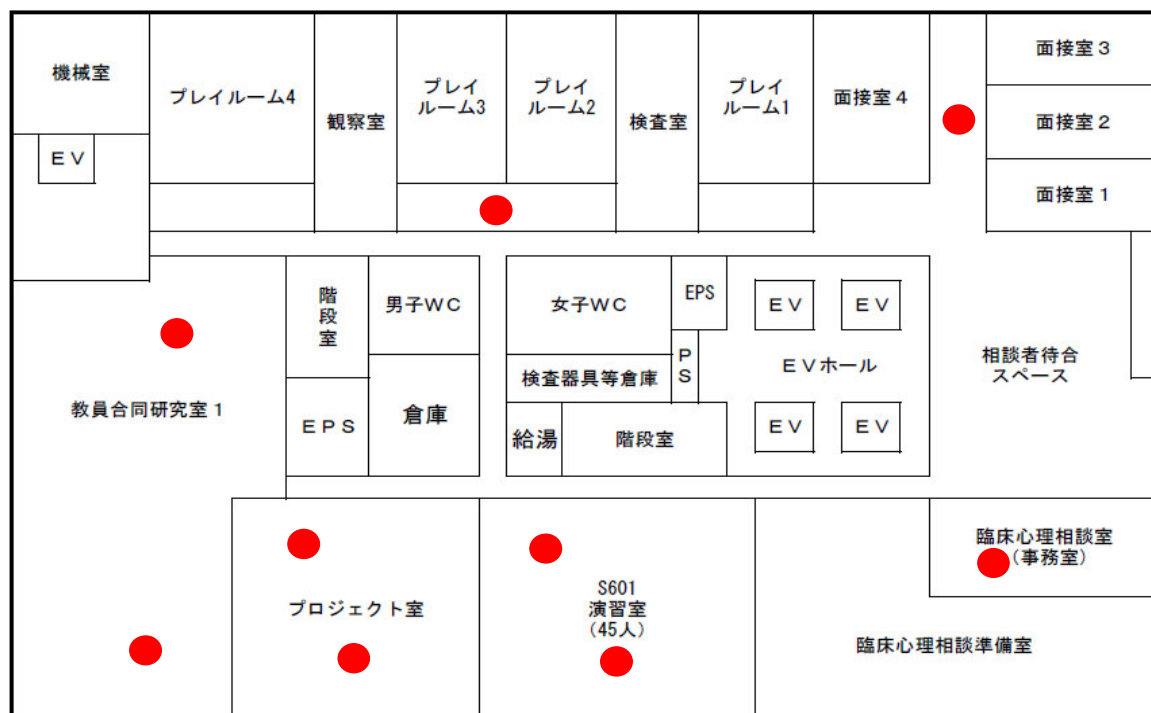 機械室
ＥＶ
プレイルーム4
観察室
プレイ
ルーム3
プレイ
ルーム2
検査室
プレイ
ルーム1
面接室４
面接室３
面接室２
面接室１
階
段
室
男子ＷＣ
女子ＷＣ
EPS
ＥＶ
ＥＶ
ＰＳ
ＥＶホール
相談者待合
スペース
検査器具等倉庫
教員合同研究室１
ＥＰＳ
倉庫
給湯
階段室
ＥＶ
ＥＶ
プロジェクト室
S601
演習室
(45人)
臨床心理相談室
(事務室)
臨床心理相談準備室